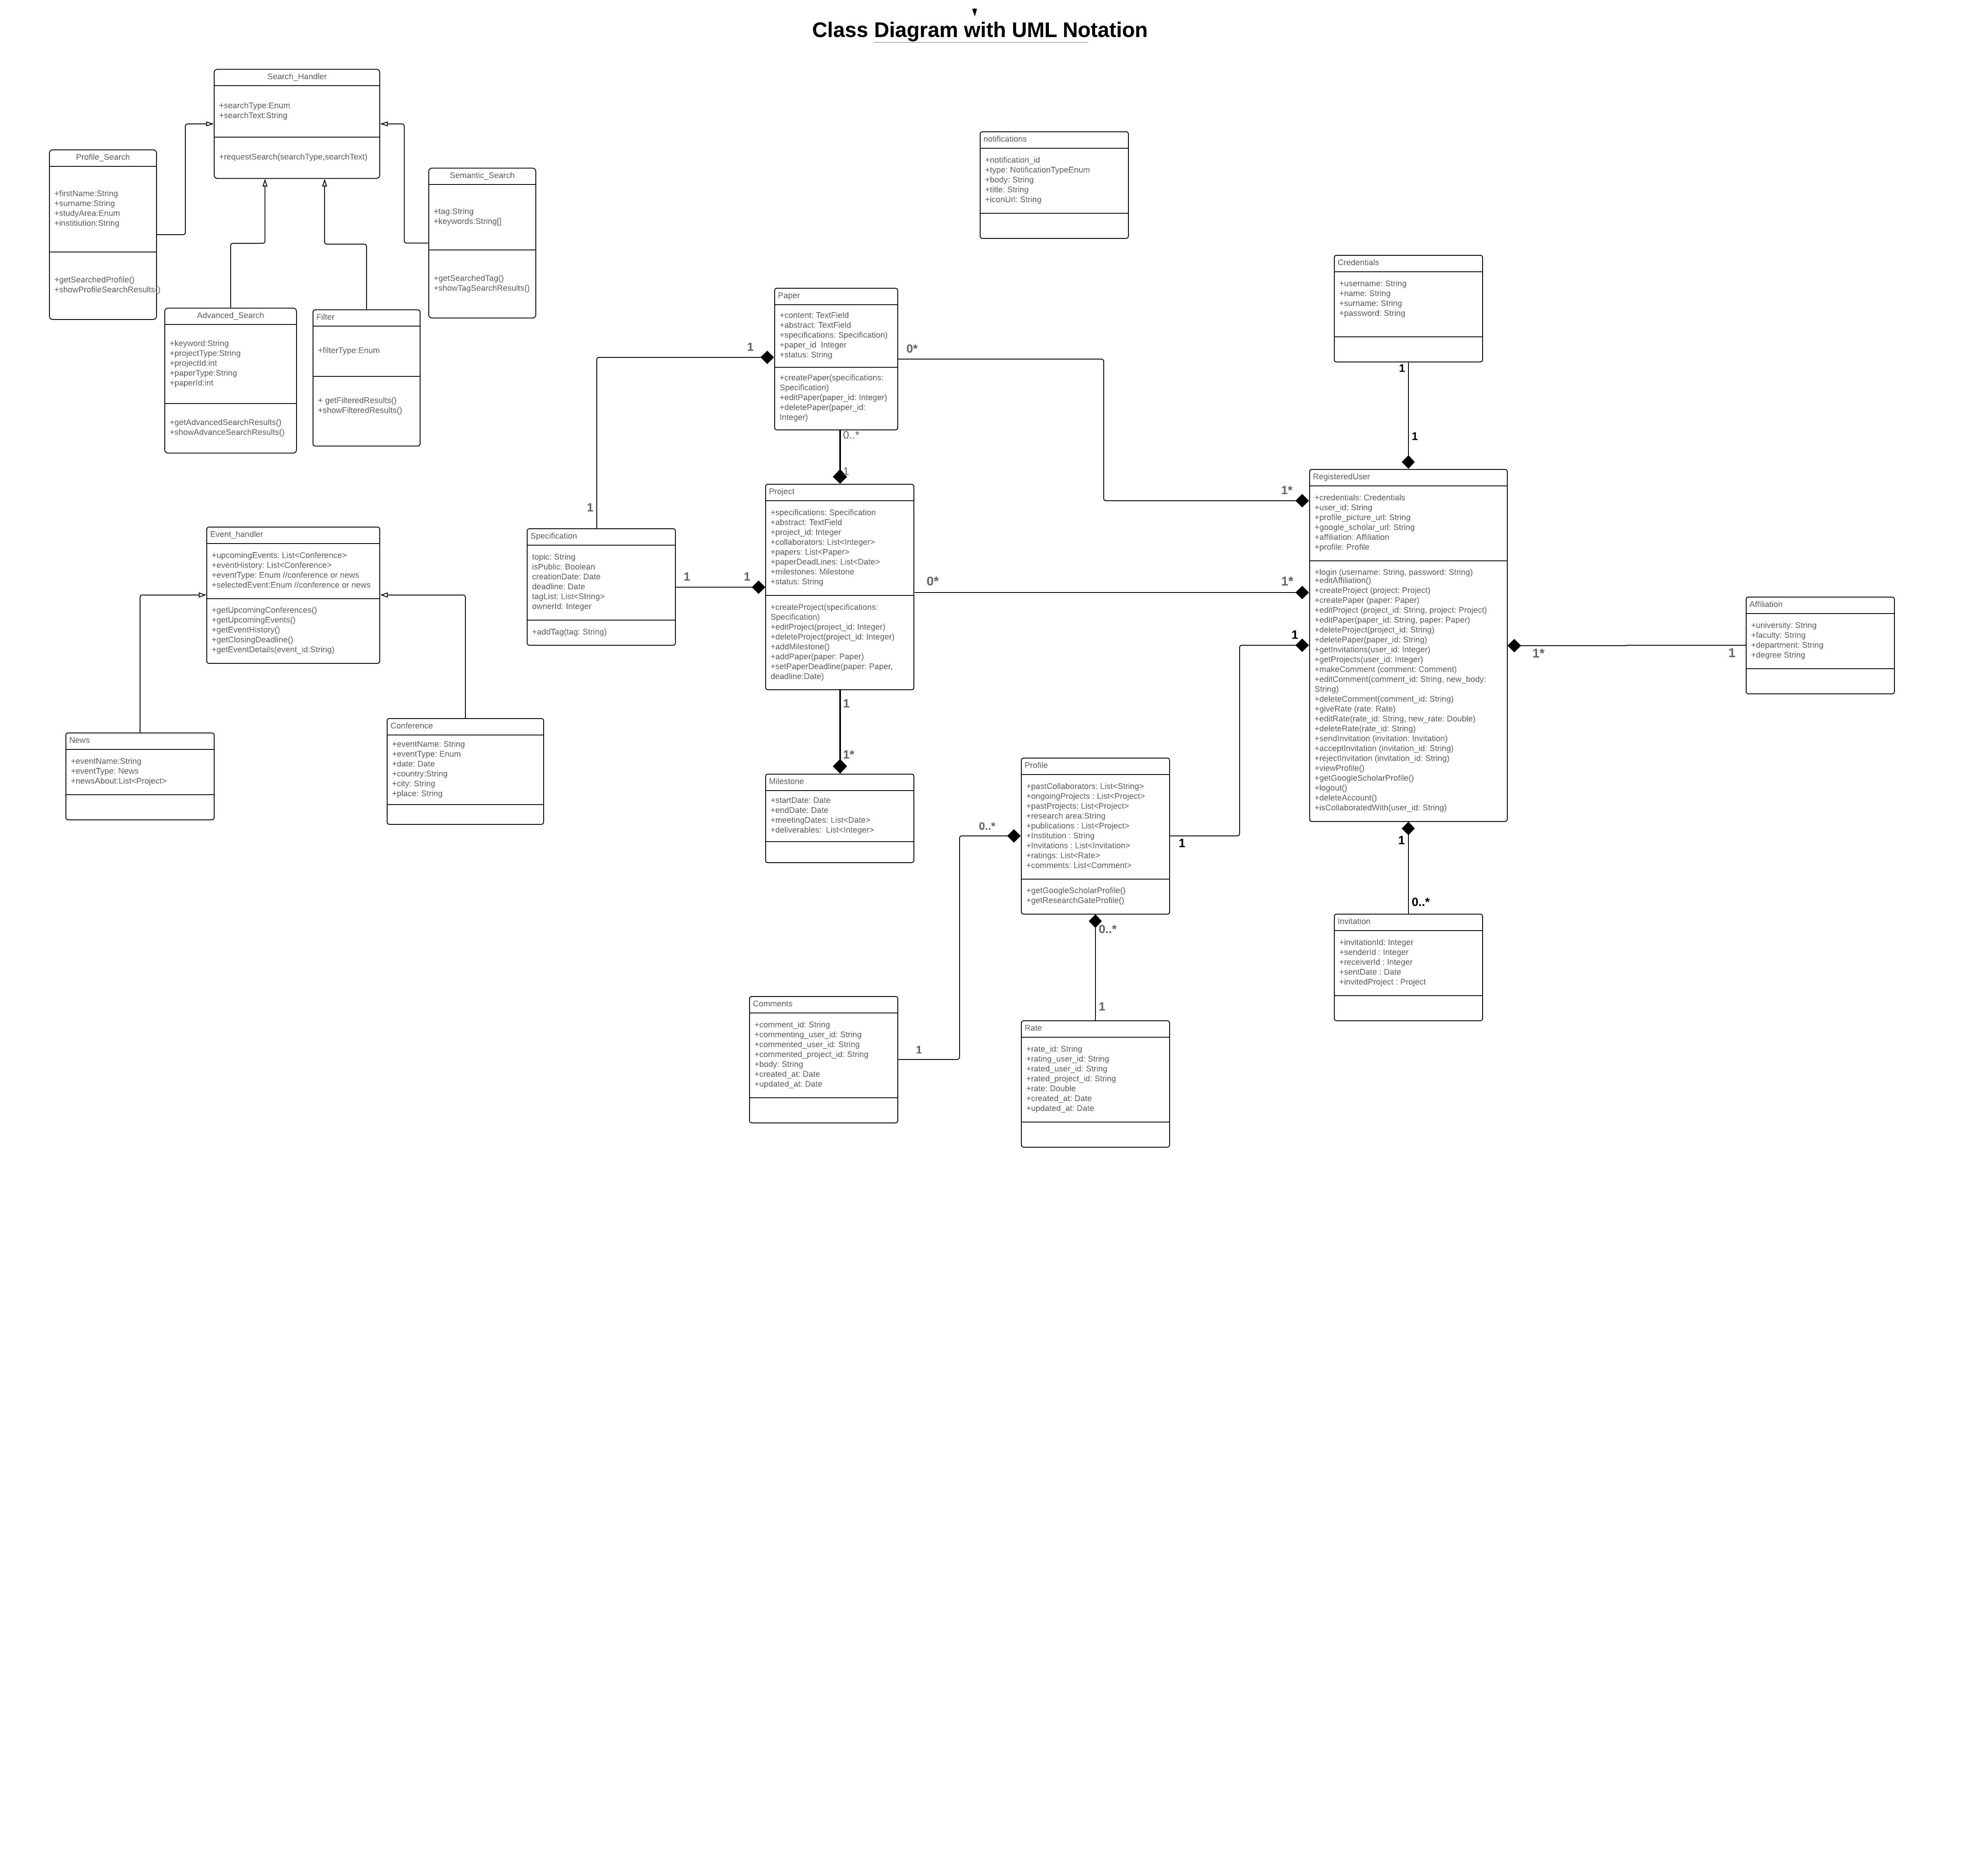 Class Diagram with UML Notation
Search_Handler
+searchType:Enum
+searchText:String
+requestSearch(searchType,searchText)
Profile_Search
+firstName:String
+surname:String
+studyArea:Enum
+institiution:String
+getSearchedProfile()
+showProfileSearchResults()
Semantic_Search
+tag:String
+keywords:String[]
+getSearchedTag()
+showTagSearchResults()
Advanced_Search
+keyword:String
+projectType:String
+projectId:int
+paperType:String
+paperId:int
+getAdvancedSearchResults()
+showAdvanceSearchResults()
Filter
+filterType:Enum
+ getFilteredResults()
+showFilteredResults()
notifications
+notification_id
+type: NotificationTypeEnum
+body: String
+title: String
+iconUrl: String
Credentials
+username: String
+name: String
+surname: String
+password: String
1
1
Paper
+content: TextField
+abstract: TextField
+specifications: Specification)
+paper_id  Integer
+status: String
+createPaper(specifications:
Specification)
+editPaper(paper_id: Integer)
+deletePaper(paper_id:
Integer)
1
1
0*
1*
0..*
1
Project
+specifications: Specification
+abstract: TextField
+project_id: Integer
+collaborators: List<Integer>
+papers: List<Paper>
+paperDeadLines: List<Date>
+milestones: Milestone
+status: String
+createProject(specifications:
Specification)
+editProject(project_id: Integer)
+deleteProject(project_id: Integer)
+addMilestone()
+addPaper(paper: Paper)
+setPaperDeadline(paper: Paper,
deadline:Date)
Specification
topic: String
isPublic: Boolean
creationDate: Date
deadline: Date
tagList: List<String>
ownerId: Integer
+addTag(tag: String)
1
1
0*
1*
Event_handler
+upcomingEvents: List<Conference>
+eventHistory: List<Conference>
+eventType: Enum //conference or news
+selectedEvent:Enum //conference or news
+getUpcomingConferences()
+getUpcomingEvents()
+getEventHistory()
+getClosingDeadline()
+getEventDetails(event_id:String)
News
+eventName:String
+eventType: News
+newsAbout:List<Project>
Conference
+eventName: String
+eventType: Enum
+date: Date
+country:String
+city: String
+place: String
1
1*
Milestone
+startDate: Date
+endDate: Date
+meetingDates: List<Date>
+deliverables:  List<Integer>
RegisteredUser
+credentials: Credentials
+user_id: String
+profile_picture_url: String
+google_scholar_url: String
+affiliation: Affiliation
+profile: Profile
+login (username: String, password: String)
+editAffiliation()
+createProject (project: Project)
+createPaper (paper: Paper)
+editProject (project_id: String, project: Project)
+editPaper(paper_id: String, paper: Paper)
+deleteProject(project_id: String)
+deletePaper(paper_id: String)
+getInvitations(user_id: Integer)
+getProjects(user_id: Integer)
+makeComment (comment: Comment)
+editComment(comment_id: String, new_body:
String)
+deleteComment(comment_id: String)
+giveRate (rate: Rate)
+editRate(rate_id: String, new_rate: Double)
+deleteRate(rate_id: String)
+sendInvitation (invitation: Invitation)
+acceptInvitation (invitation_id: String)
+rejectInvitation (invitation_id: String)
+viewProfile()
+getGoogleScholarProfile()
+logout()
+deleteAccount()
+isCollaboratedWith(user_id: String)
1*
1
Affiliation
+university: String
+faculty: String
+department: String
+degree String
1
1
Profile
+pastCollaborators: List<String>
+ongoingProjects : List<Project>
+pastProjects: List<Project>
+research area:String
+publications : List<Project>
+Institution : String
+Invitations : List<Invitation>
+ratings: List<Rate>
+comments: List<Comment>
+getGoogleScholarProfile()
+getResearchGateProfile()
1
0..*
Invitation
+invitationId: Integer
+senderId : Integer
+receiverId : Integer
+sentDate : Date
+invitedProject : Project
0..*
1
0..*
1
Comments
+comment_id: String
+commenting_user_id: String
+commented_user_id: String
+commented_project_id: String
+body: String
+created_at: Date
+updated_at: Date
Rate
+rate_id: String
+rating_user_id: String
+rated_user_id: String
+rated_project_id: String
+rate: Double
+created_at: Date
+updated_at: Date